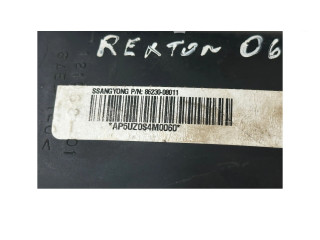 REXTON 06
SSANGYONG P/N: 86230-08011
*AP5UZ0S4M0060*